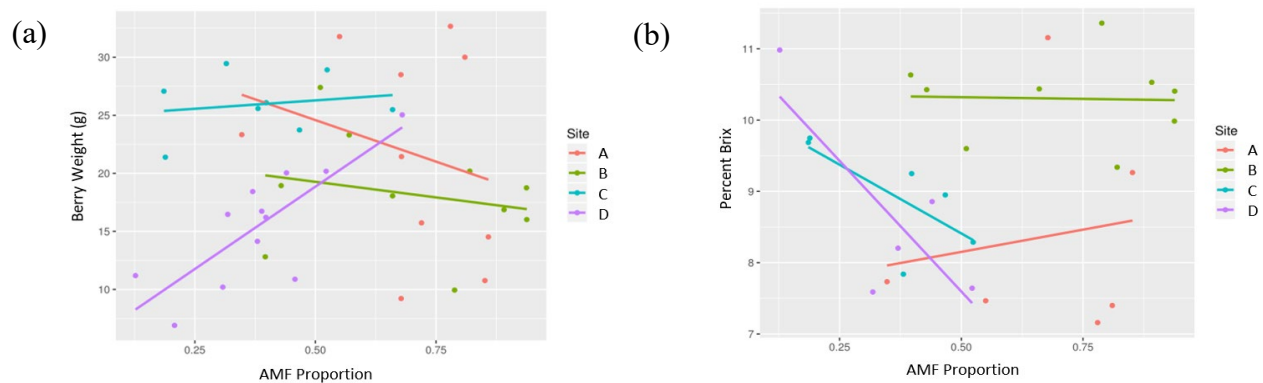 (a)
Berry Weight (g)
30
25
20
15
10
0.25 0.50 0.75
AMF Proportion
Site
A
B
C
D
(b)
Percent Brix
11
10
9
8
7
0.25 0.50 0.75
AMF Proportion
Site
A
B
C
D